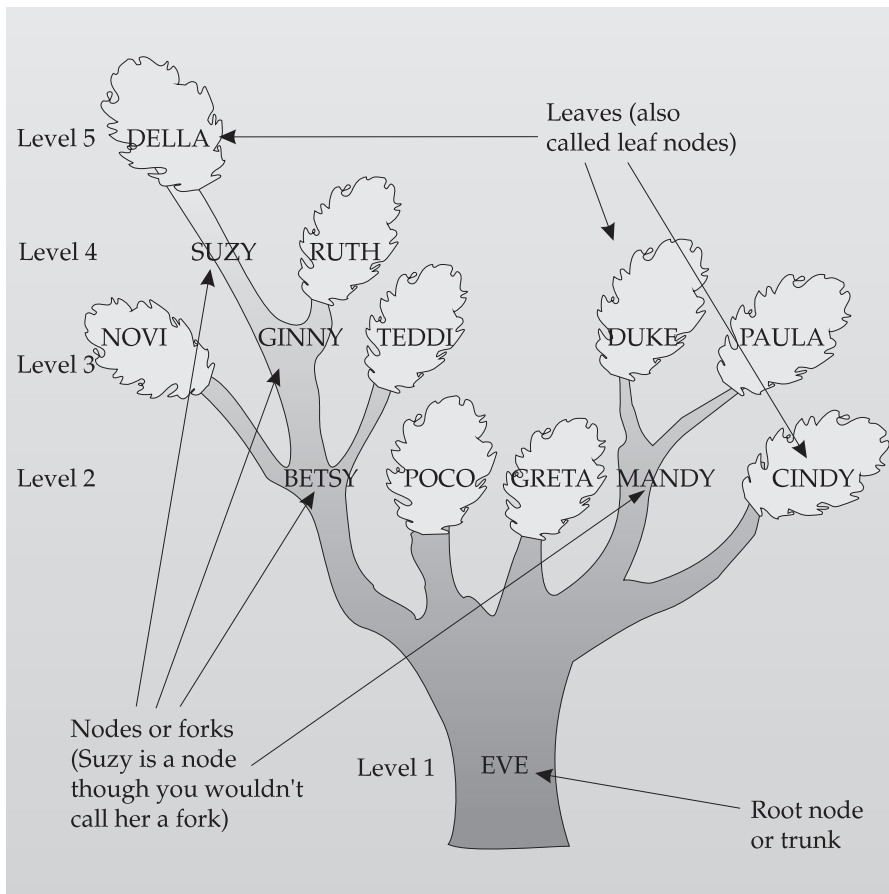 Leaves (also
called leaf nodes)
Level 5 DELLA
Level 4 SUZY RUTH
NOVI GINNY TEDDI DUKE PAULA
Level 3
Level 2 BETSY POCO GRETA MANDY CINDY
Nodes or forks
(Suzy is a node
though you wouldn't
call her a fork)
Level 1 EVE
Root node
or trunk